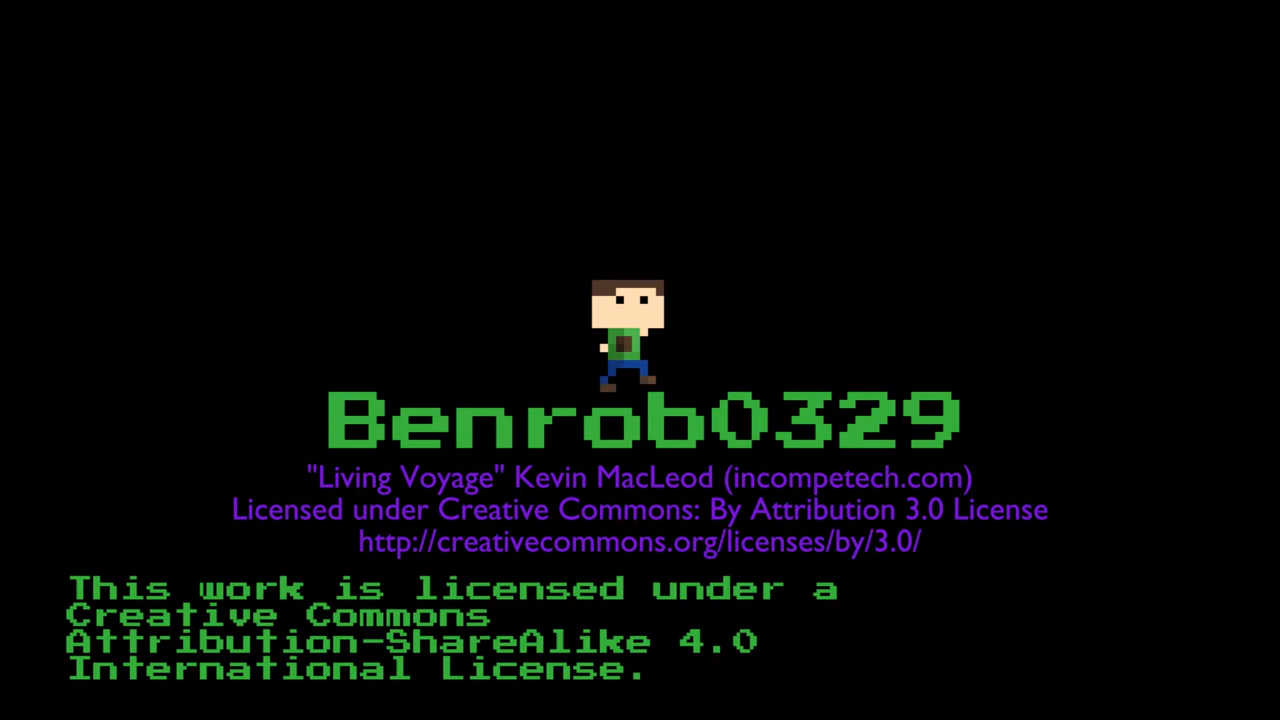 Benrob0329
"Living Voyage" Kevin MacLeod (incompetech.com)
Licensed under Creative Commons: By Attribution 3.0 License
http://creativecommons.org/licenses/by/3.0/
This work is licensed under a
Creative Commons
Attribution-ShareAlike 4.0
International License.